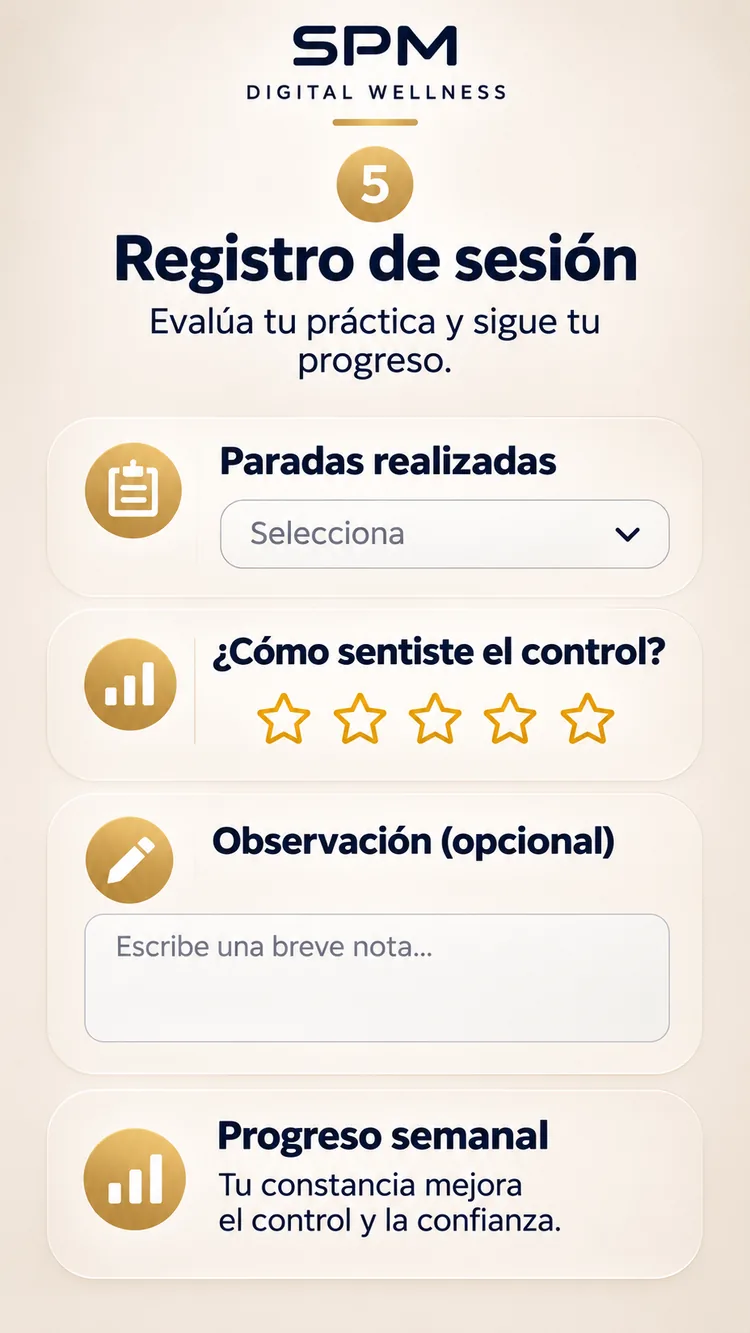 SPM
DIGITAL WELLNESS
5
Registro de sesión
Evalúa tu práctica y sigue tu
progreso.
Paradas realizadas
Selecciona
¿Cómo sentiste el control?
Observación (opcional)
Escribe una breve nota...
Progreso semanal
Tu constancia mejora
el control y la confianza.